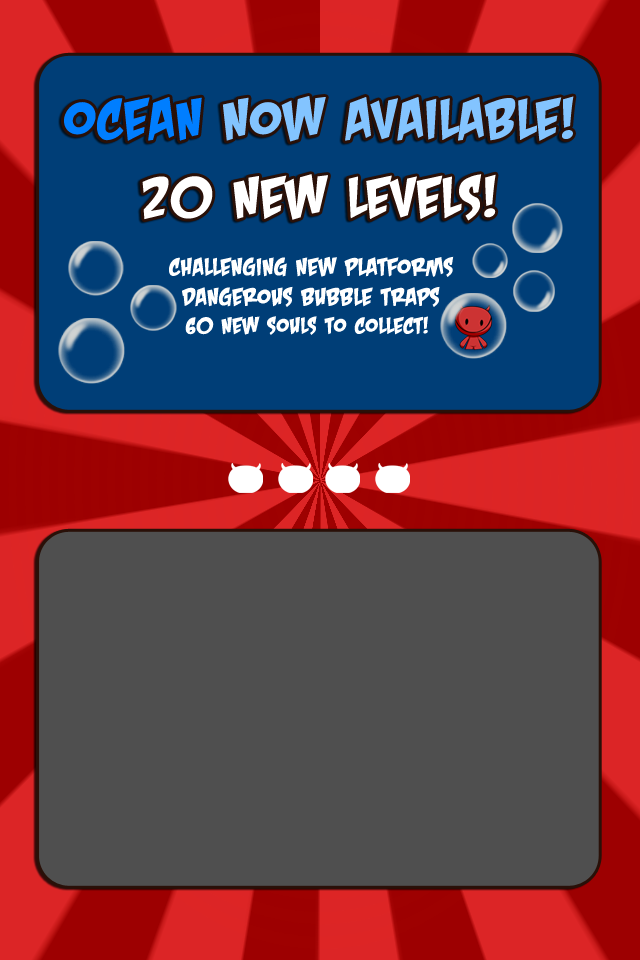 OCEAN NOW AVAILABLE!
20 NEW LEVELS!
CHALLENGING NEW PLATFORMS
DANGEROUS BUBBLE TRAPS
60 NEW SOULS TO COLLECT!